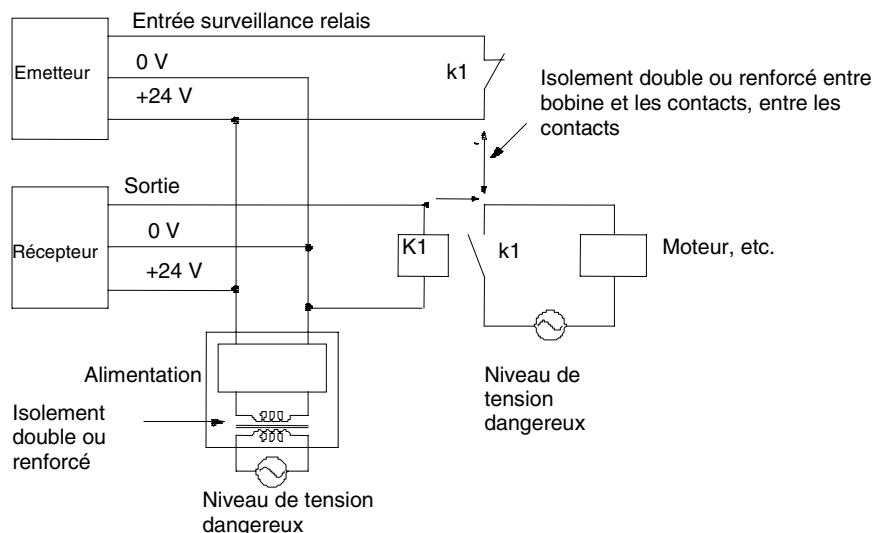 Entrée surveillance relais
Emetteur
0 V
+24 V
k1
Isolement double ou renforcé entre
bobine et les contacts, entre les
contacts
Sortie
Récepteur
0 V
+24 V
K1
k1
Moteur, etc.
Alimentation
Isolement
double ou
renforcé
Niveau de
tension
dangereux
Niveau de tension
dangereux